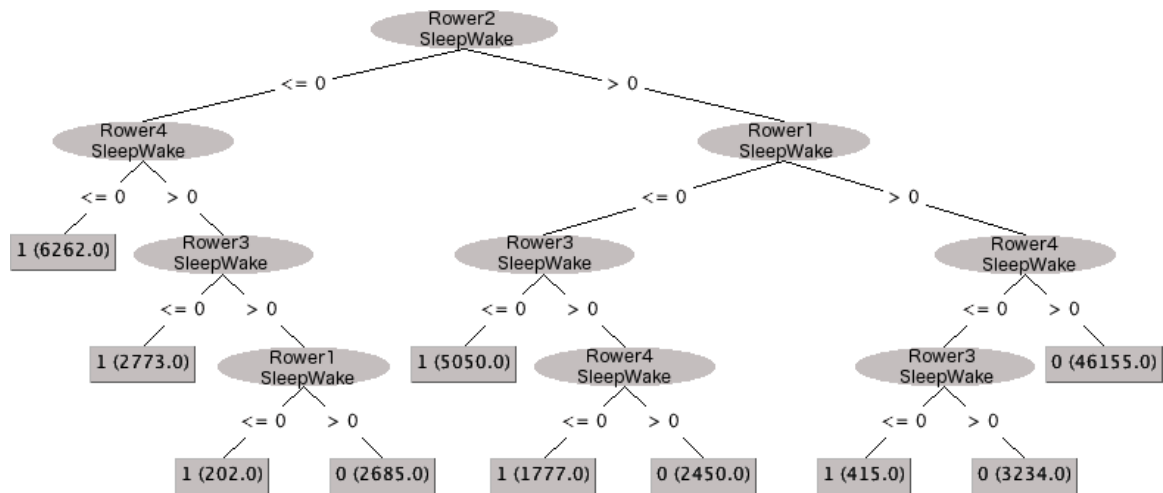 Rower2
SleepWake
<= 0
> 0
Rower4
SleepWake
Rower1
SleepWake
<= 0
> 0
<= 0
> 0
1 (6262.0)
Rower3
SleepWake
Rower3
SleepWake
Rower4
SleepWake
<= 0
> 0
<= 0
> 0
<= 0
> 0
1 (2773.0)
Rower1
SleepWake
1 (5050.0)
Rower4
SleepWake
Rower3
SleepWake
0 (46155.0)
<= 0
> 0
<= 0
> 0
<= 0
> 0
1 (202.0)
0 (2685.0)
1 (1777.0)
0 (2450.0)
1 (415.0)
0 (3234.0)